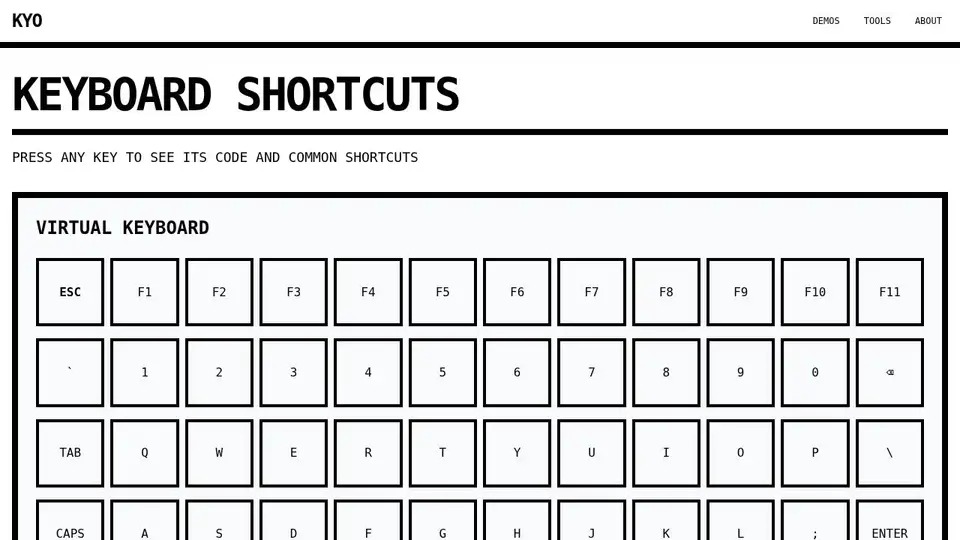 KYO DEMOS TOOLS ABOUT
KEYBOARD SHORTCUTS
PRESS ANY KEY TO SEE ITS CODE AND COMMON SHORTCUTS
VIRTUAL KEYBOARD
ESC F1 F2 F3 F4 F5 F6 F7 F8 F9 F10 F11
` 1 2 3 4 5 6 7 8 9 0 ⌫
TAB Q W E R T Y U I O P \
CAPS A S D F G H J K L ; ENTER